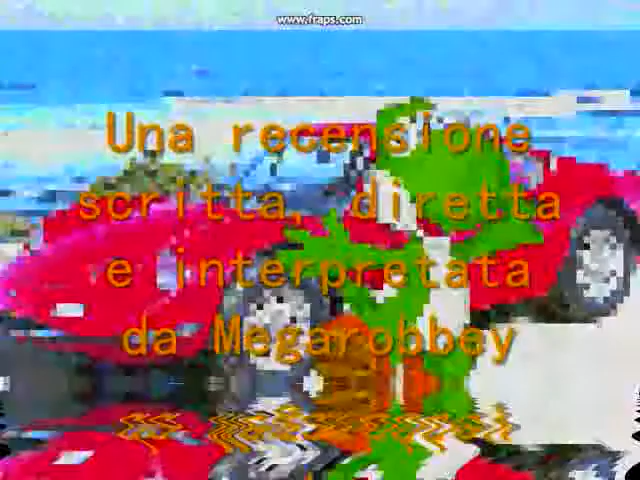 www.fraps.com
Una recensione
scritta, diretta
e interpretata
da Megarobbey